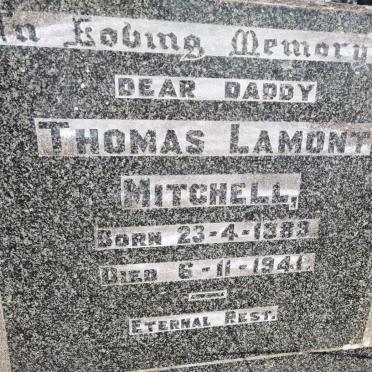 In Loving Memory
DEAR DADDY
THOMAS LAMONT
MITCHELL,
BORN 23-4-1883
DIED 6-11-1941.
ETERNAL REST.